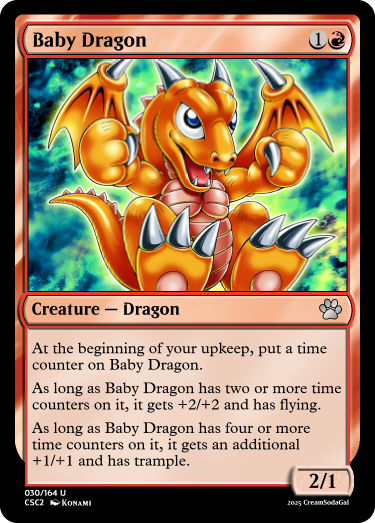 Baby Dragon 1
Creature — Dragon
At the beginning of your upkeep, put a time
counter on Baby Dragon.
As long as Baby Dragon has two or more time
counters on it, it gets +2/+2 and has flying.
As long as Baby Dragon has four or more
time counters on it, it gets an additional
+1/+1 and has trample.
2/1
030/164 U
CSC2 Konami
2025 CreamSodaGal